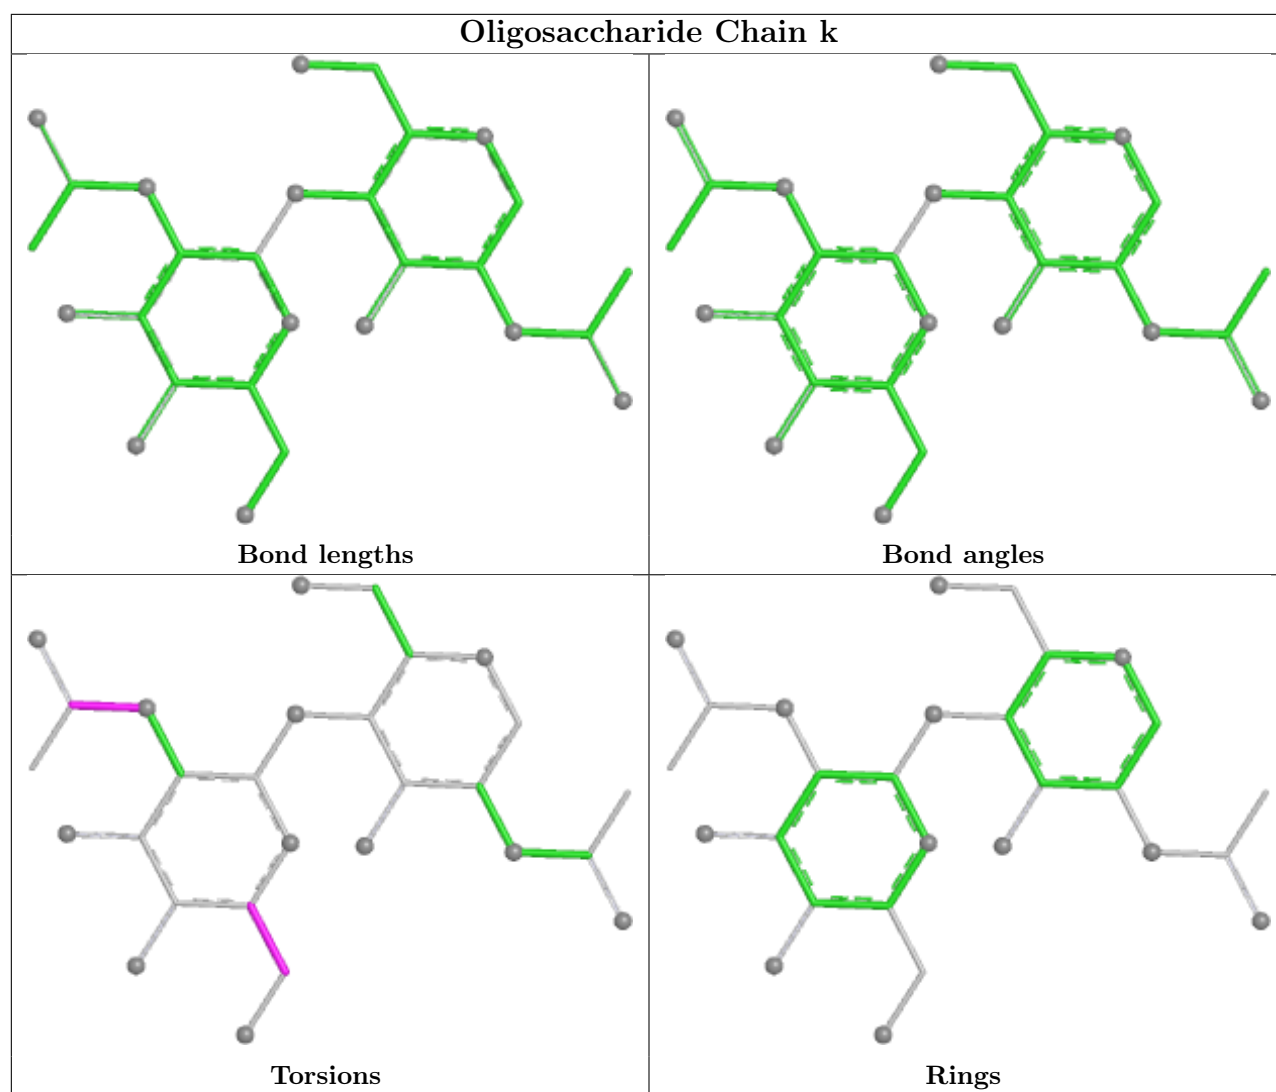 Oligosaccharide Chain k
Bond lengths
Bond angles
Torsions
Rings